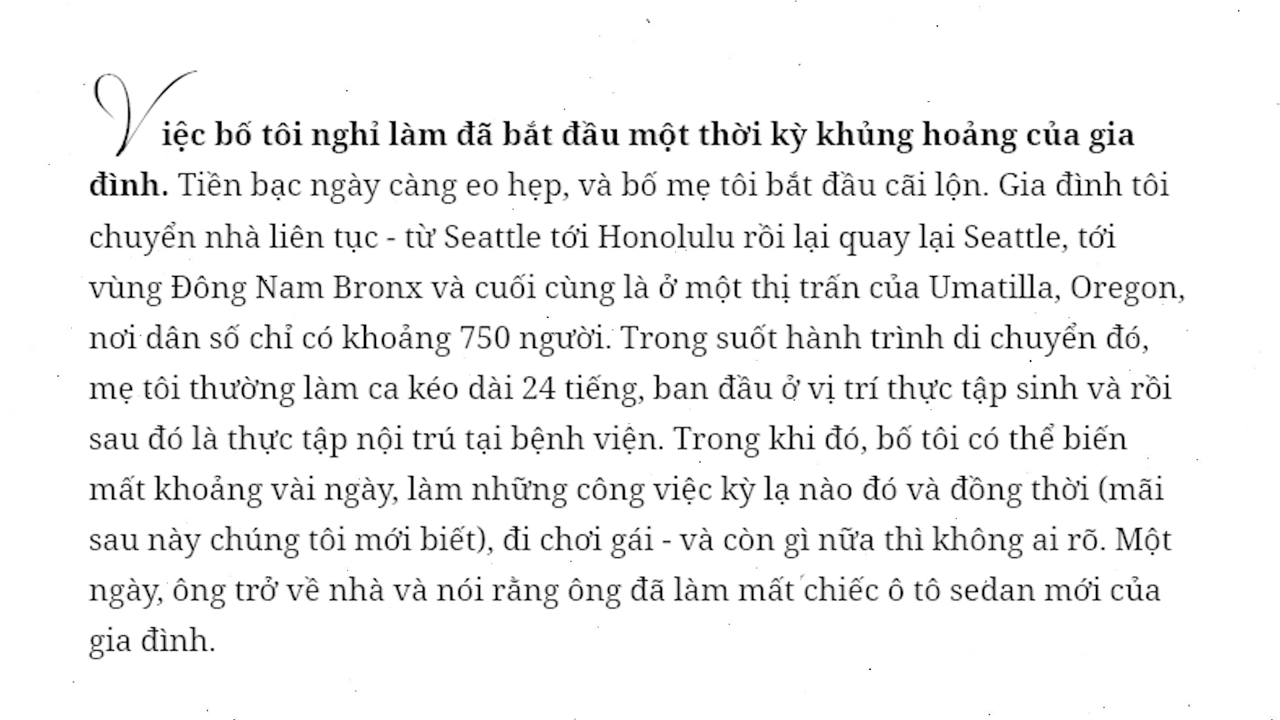 Việc bố tôi nghỉ làm đã bắt đầu một thời kỳ khủng hoảng của gia
đình. Tiền bạc ngày càng eo hẹp, và bố mẹ tôi bắt đầu cãi lộn. Gia đình tôi
chuyển nhà liên tục - từ Seattle tới Honolulu rồi lại quay lại Seattle, tới
vùng Đông Nam Bronx và cuối cùng là ở một thị trấn của Umatilla, Oregon,
nơi dân số chỉ có khoảng 750 người. Trong suốt hành trình di chuyển đó,
mẹ tôi thường làm ca kéo dài 24 tiếng, ban đầu ở vị trí thực tập sinh và rồi
sau đó là thực tập nội trú tại bệnh viện. Trong khi đó, bố tôi có thể biến
mất khoảng vài ngày, làm những công việc kỳ lạ nào đó và đồng thời (mãi
sau này chúng tôi mới biết), đi chơi gái - và còn gì nữa thì không ai rõ. Một
ngày, ông trở về nhà và nói rằng ông đã làm mất chiếc ô tô sedan mới của
gia đình.